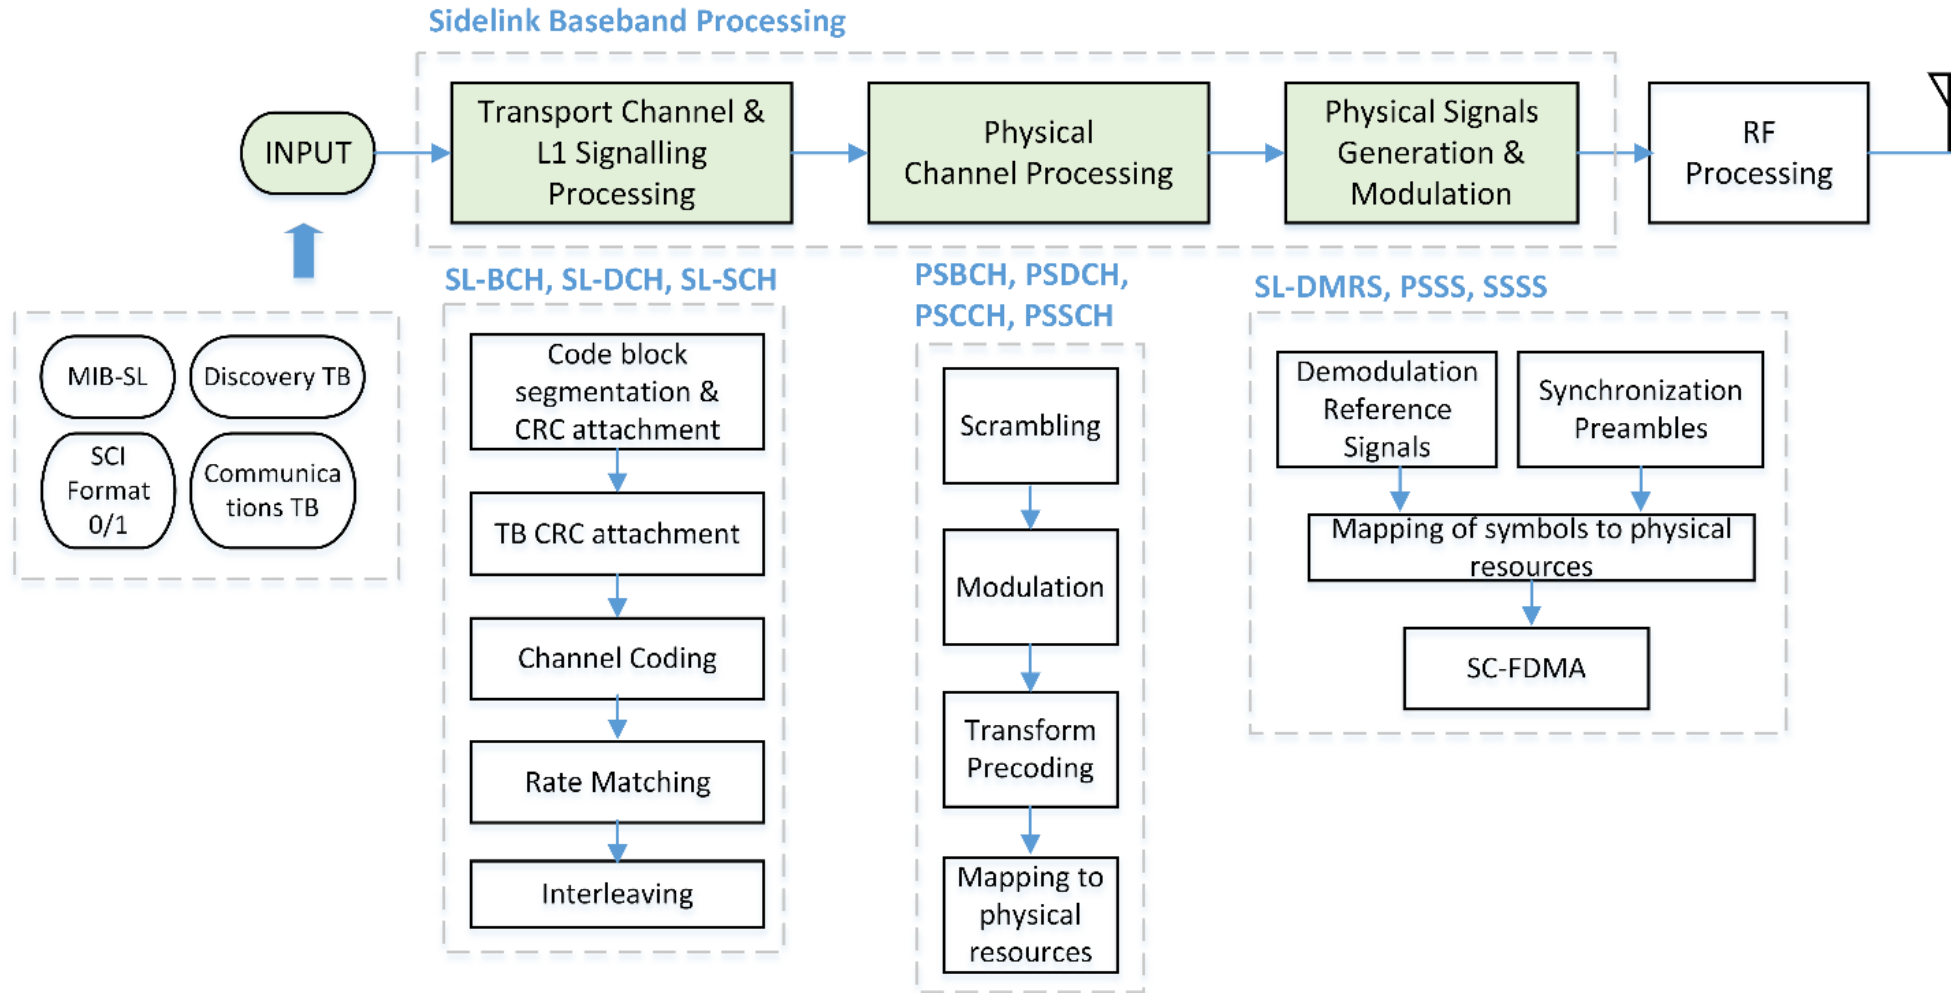 Sidelink Baseband Processing
INPUT
Transport Channel &
L1 Signalling
Processing
Physical
Channel Processing
Physical Signals
Generation &
Modulation
RF
Processing
MIB-SL
Discovery TB
SCI
Format
0/1
Communica
tions TB
SL-BCH, SL-DCH, SL-SCH
Code block
segmentation &
CRC attachment
TB CRC attachment
Channel Coding
Rate Matching
Interleaving
PSBCH, PSDCH,
PSCCH, PSSCH
Scrambling
Modulation
Transform
Precoding
Mapping to
physical
resources
SL-DMRS, PSSS, SSSS
Demodulation
Reference
Signals
Synchronization
Preambles
Mapping of symbols to physical
resources
SC-FDMA